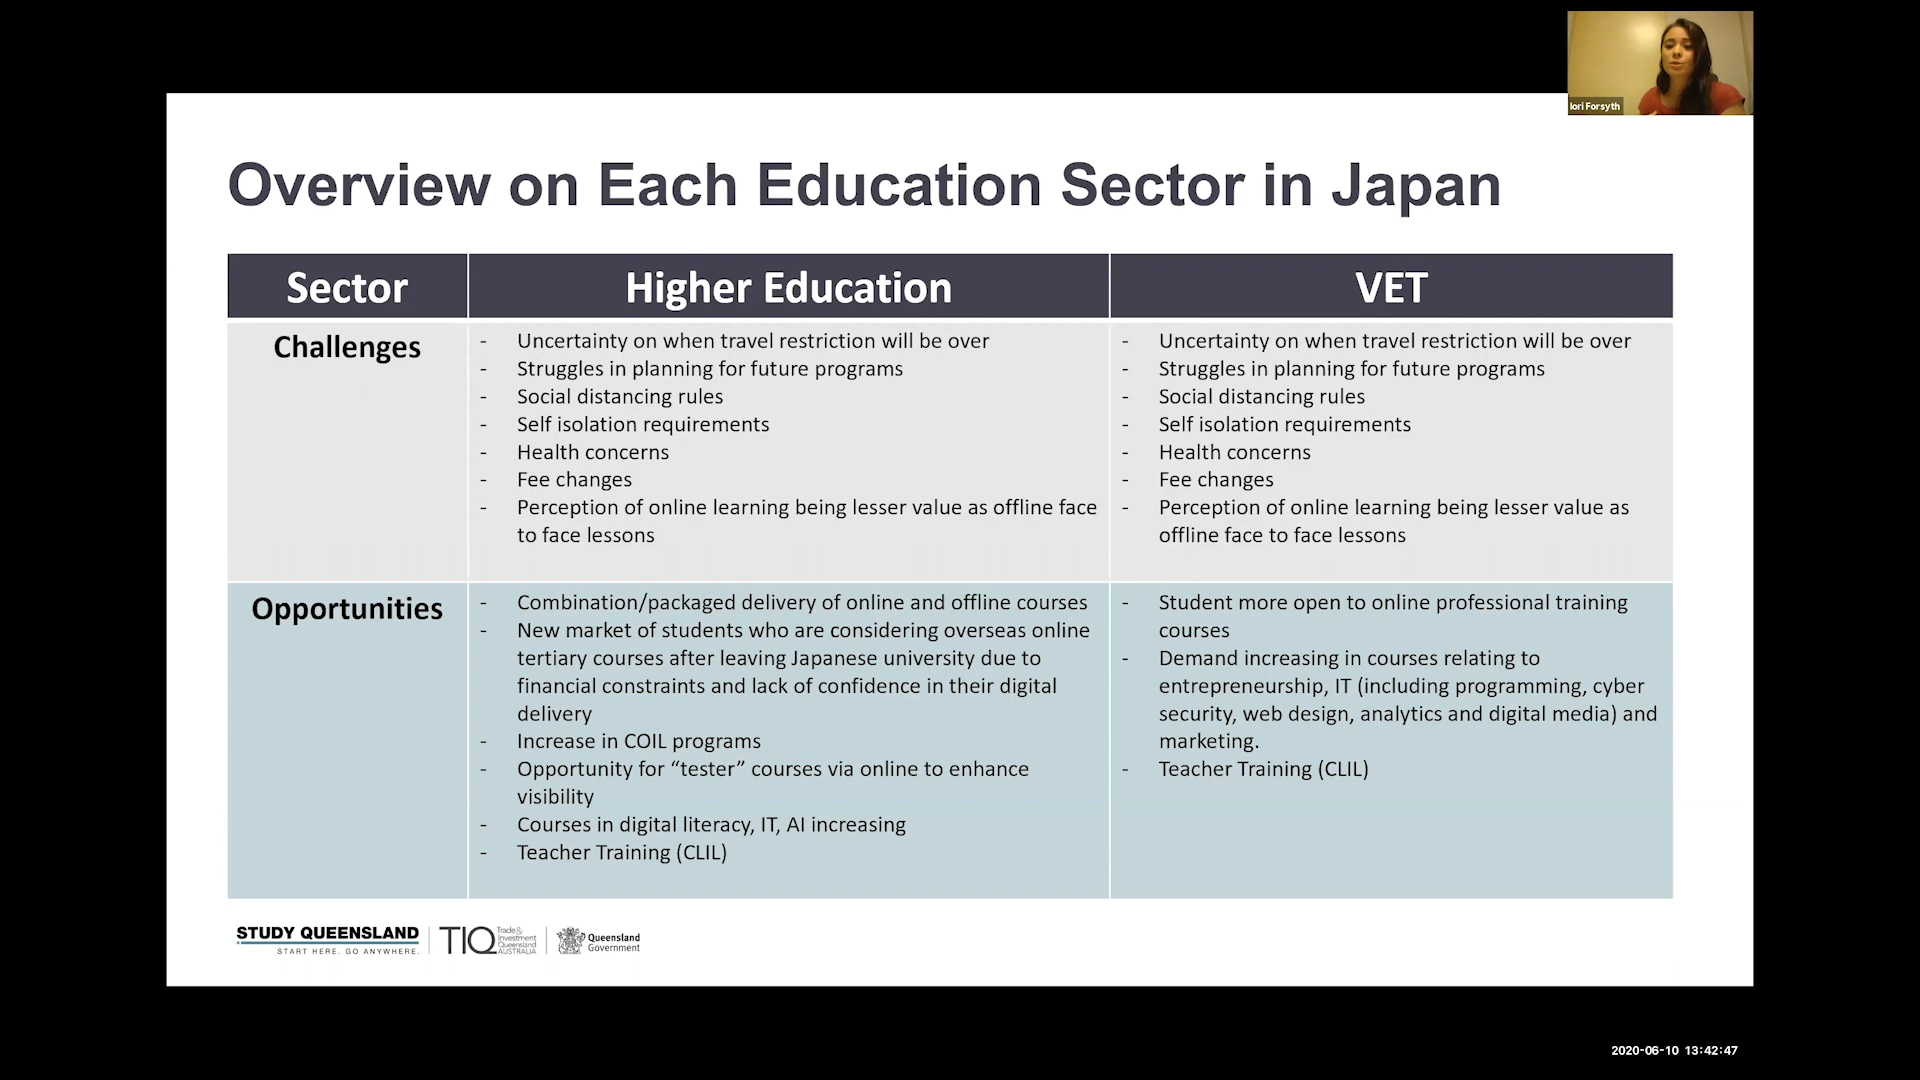 Iori Forsyth
Overview on Each Education Sector in Japan
Sector
Higher Education
VET
Challenges
- Uncertainty on when travel restriction will be over
- Struggles in planning for future programs
- Social distancing rules
- Self isolation requirements
- Health concerns
- Fee changes
- Perception of online learning being lesser value as offline face
to face lessons
- Uncertainty on when travel restriction will be over
- Struggles in planning for future programs
- Social distancing rules
- Self isolation requirements
- Health concerns
- Fee changes
- Perception of online learning being lesser value as
offline face to face lessons
Opportunities
- Combination/packaged delivery of online and offline courses
- New market of students who are considering overseas online
tertiary courses after leaving Japanese university due to
financial constraints and lack of confidence in their digital
delivery
- Increase in COIL programs
- Opportunity for “tester” courses via online to enhance
visibility
- Courses in digital literacy, IT, AI increasing
- Teacher Training (CLIL)
- Student more open to online professional training
courses
- Demand increasing in courses relating to
entrepreneurship, IT (including programming, cyber
security, web design, analytics and digital media) and
marketing.
- Teacher Training (CLIL)
STUDY QUEENSLAND
START HERE. GO ANYWHERE.
TIQ
Trade &
Investment
Queensland
AUSTRALIA
Queensland
Government
2020-06-10 13:42:47